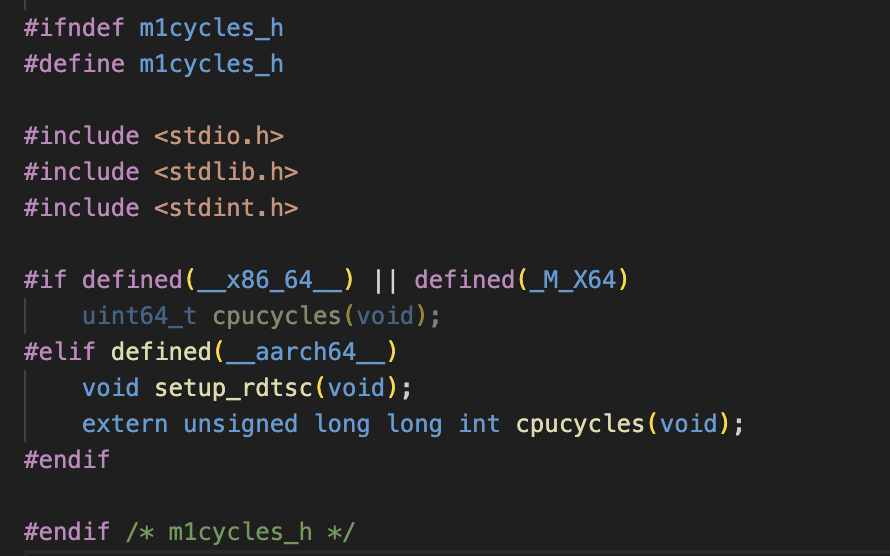 #ifndef m1cycles_h
#define m1cycles_h
#include <stdio.h>
#include <stdlib.h>
#include <stdint.h>
#if defined(__x86_64__) || defined(_M_X64)
    uint64_t cpucycles(void);
#elif defined(__aarch64__)
    void setup_rdtsc(void);
    extern unsigned long long int cpucycles(void);
#endif
#endif /* m1cycles_h */